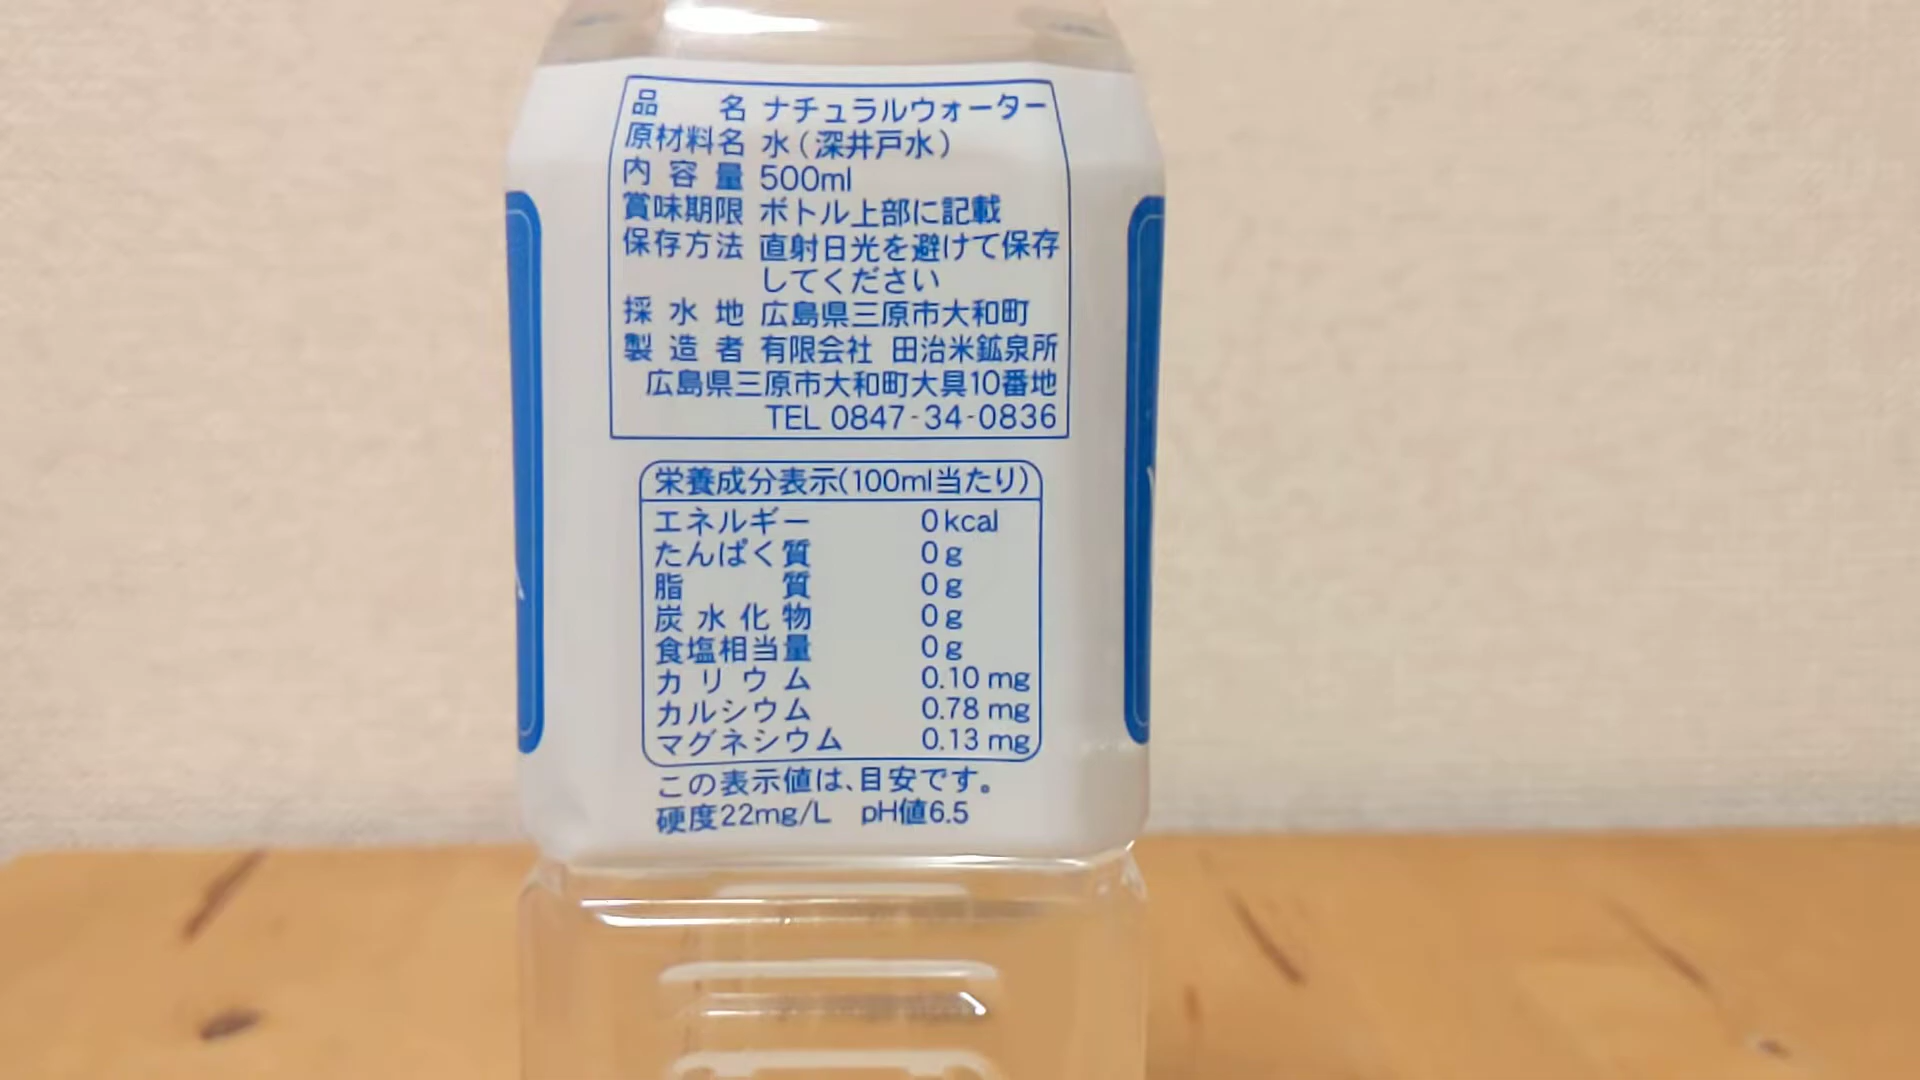 品名 ナチュラルウォーター
原材料名 水(深井戸水)
内容量 500ml
賞味期限 ボトル上部に記載
保存方法 直射日光を避けて保存
してください
採水地 広島県三原市大和町
製造者 有限会社 田治米鉱泉所
広島県三原市大和町大具10番地
TEL 0847-34-0836
栄養成分表示(100ml当たり)
エネルギー 0kcal
たんぱく質 0g
脂質 0g
炭水化物 0g
食塩相当量 0g
カリウム 0.10mg
カルシウム 0.78mg
マグネシウム 0.13mg
この表示値は、目安です。
硬度22mg/L pH値6.5